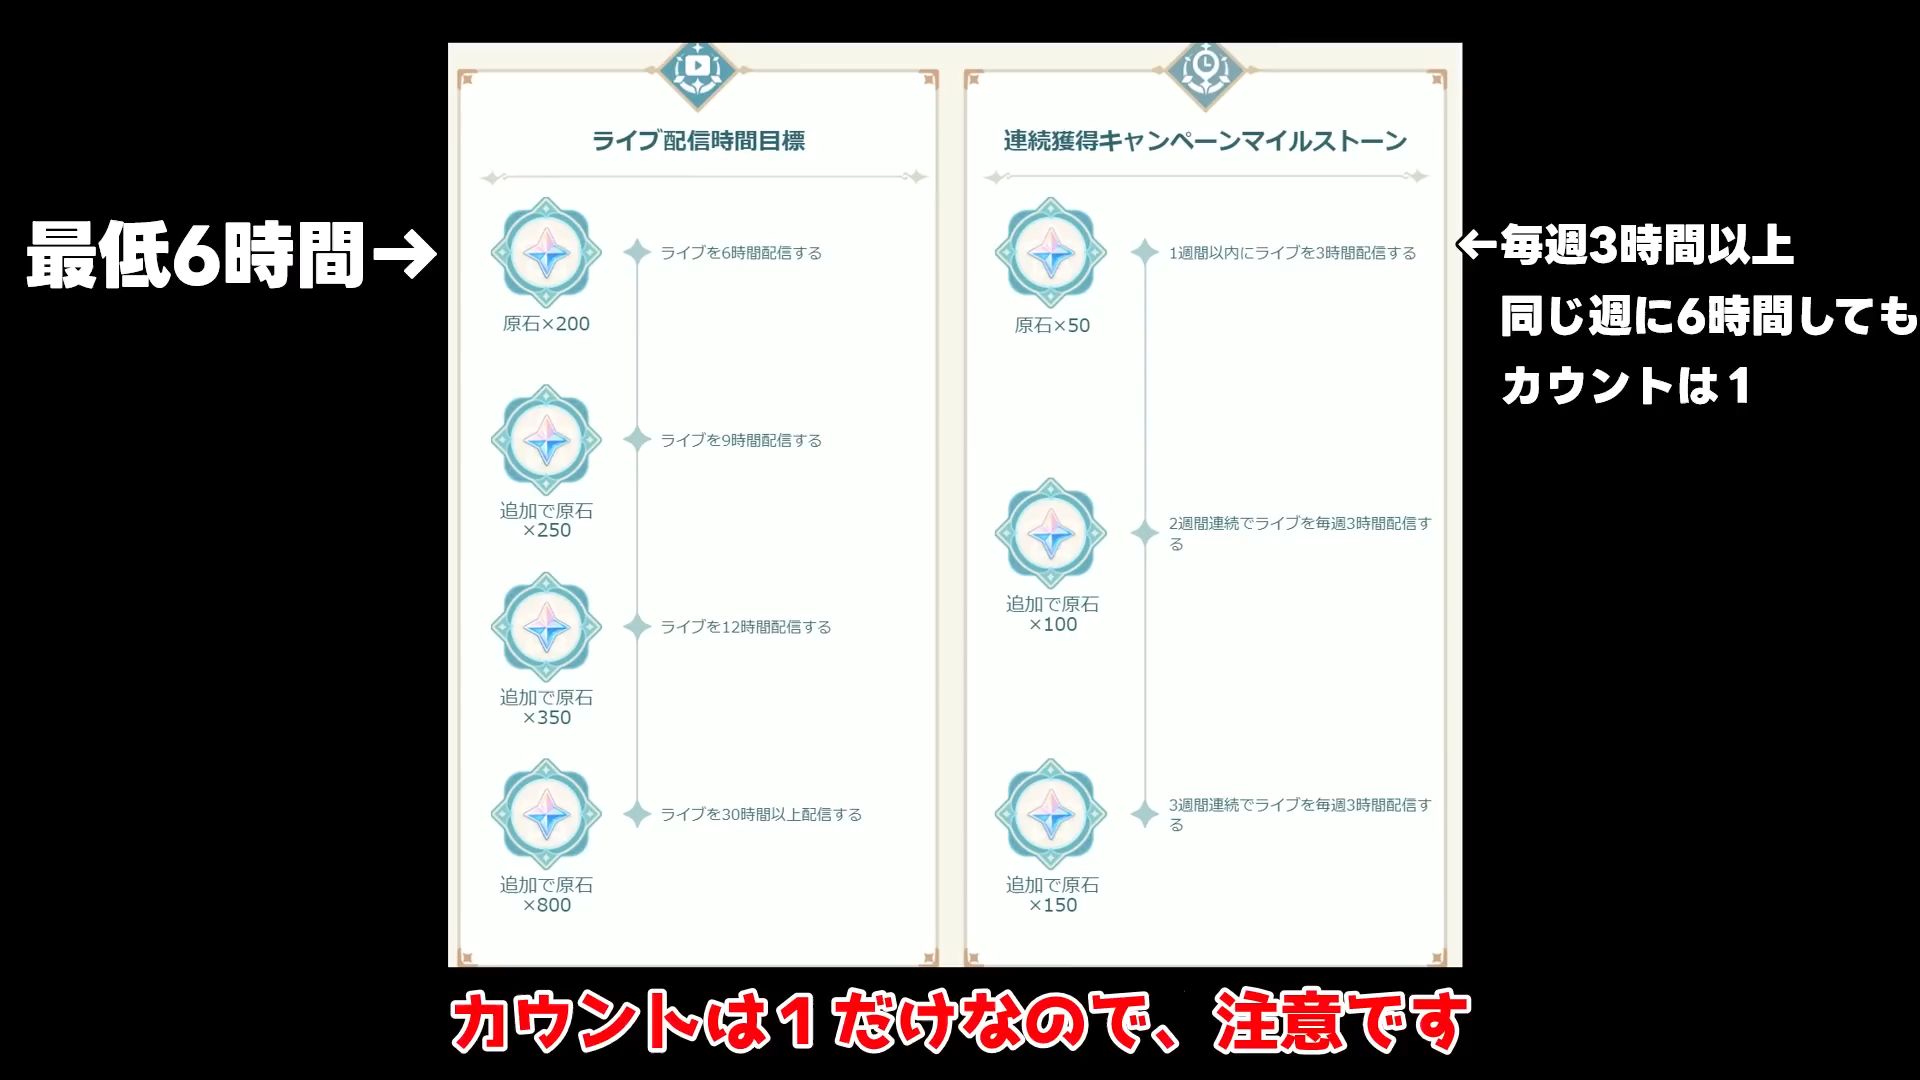 最低6時間→
ライブ配信時間目標
ライブを6時間配信する
原石×200
ライブを9時間配信する
追加で原石
×250
ライブを12時間配信する
追加で原石
×350
ライブを30時間以上配信する
追加で原石
×800
連続獲得キャンペーンマイルストーン
1週間以内にライブを3時間配信する
原石×50
2週間連続でライブを毎週3時間配信す
る
追加で原石
×100
3週間連続でライブを毎週3時間配信す
る
追加で原石
×150
←毎週3時間以上
同じ週に6時間しても
カウントは１
カウントは１だけなので、注意です